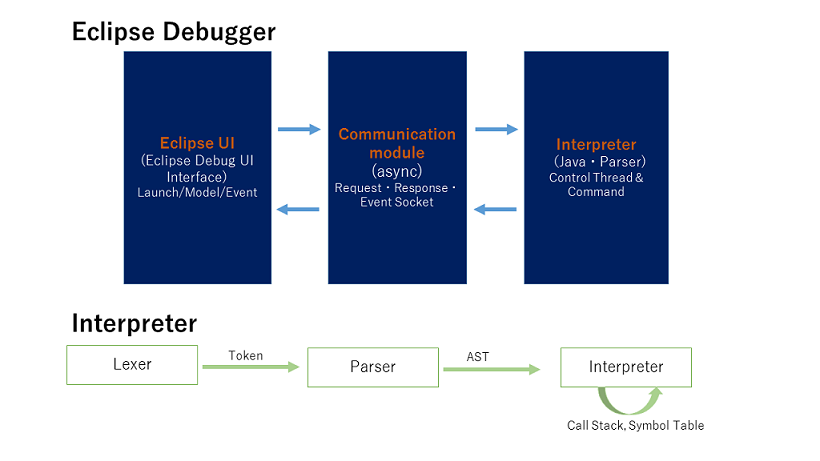 Eclipse Debugger
Eclipse UI
(Eclipse Debug UI
Interface)
Launch/Model/Event
Communication
module
(async)
Request・Response・
Event Socket
Interpreter
（Java・Parser）
Control Thread &
Command
Interpreter
Lexer
Token
Parser
AST
Interpreter
Call Stack, Symbol Table